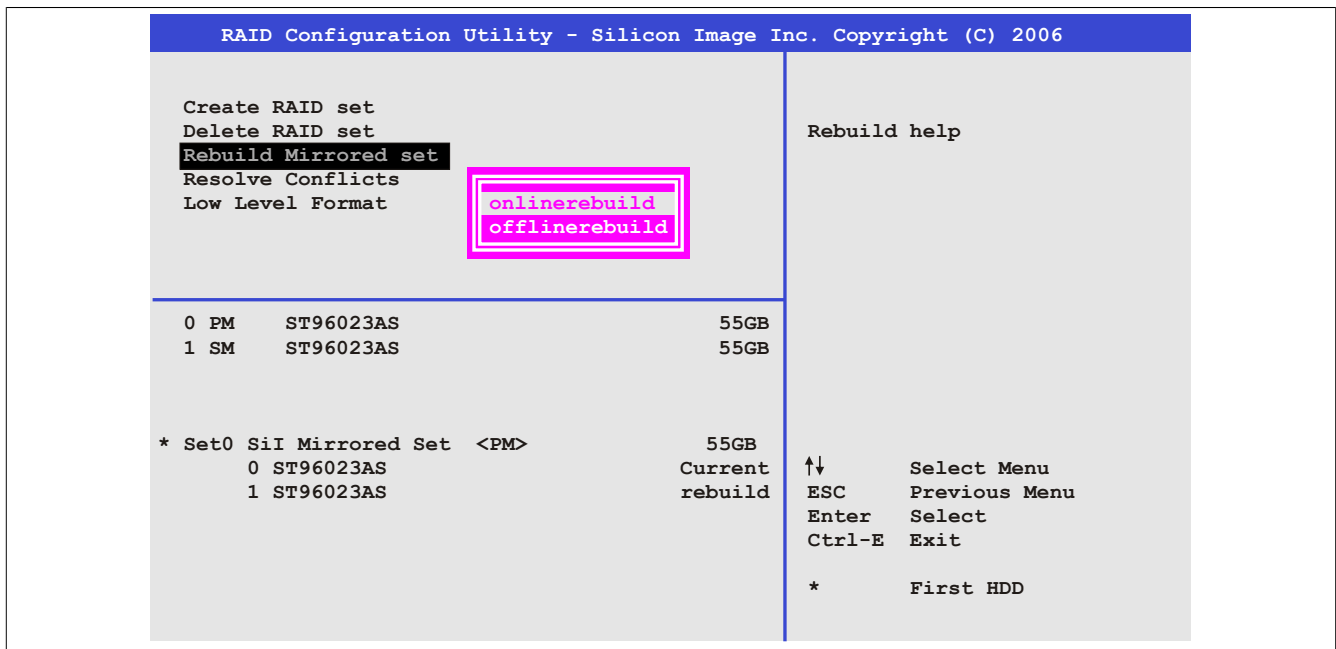 RAID Configuration Utility - Silicon Image Inc. Copyright (C) 2006
Create RAID set
Delete RAID set
Rebuild Mirrored set
Resolve Conflicts
Low Level Format
onlinerebuild
offlinerebuild
Rebuild help
0 PM ST96023AS 55GB
1 SM ST96023AS 55GB
* Set0 SiI Mirrored Set <PM> 55GB
0 ST96023AS Current
1 ST96023AS rebuild
↑↓ Select Menu
ESC Previous Menu
Enter Select
Ctrl-E Exit
* First HDD